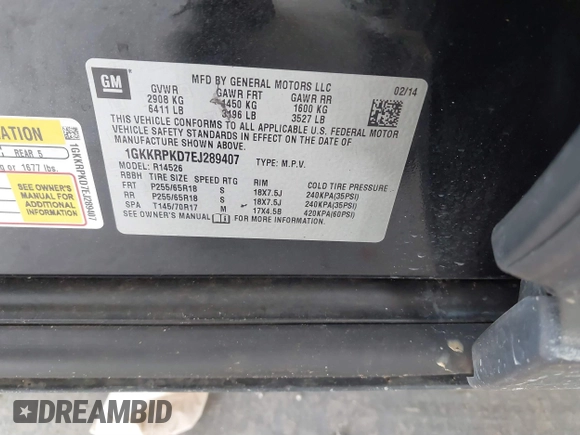 GM
MFD BY GENERAL MOTORS LLC
02/14
GVWR GAWR FRT GAWR RR
2908 KG 1450 KG 1600 KG
6411 LB 3196 LB 3527 LB
THIS VEHICLE CONFORMS TO ALL APPLICABLE U.S. FEDERAL MOTOR
VEHICLE SAFETY STANDARDS IN EFFECT ON THE DATE OF
MANUFACTURE SHOWN ABOVE.
1GKKRPKD7EJ289407 TYPE: M.P.V.
MODEL: R14526
RBBH TIRE SIZE SPEED RTG RIM COLD TIRE PRESSURE
FRT P255/65R18 S 18X7.5J 240KPA(35PSI)
RR P255/65R18 S 18X7.5J 240KPA(35PSI)
SPA T145/70R17 M 17X4.5B 420KPA(60PSI)
SEE OWNER'S MANUAL FOR MORE INFORMATION.
ATION
REAR 5
g or 1677 lbs.
SEE OWNER'S
MANUAL FOR
ADDITIONAL
INFORMATION
1GKKRPKD7EJ289407
DREAMBID